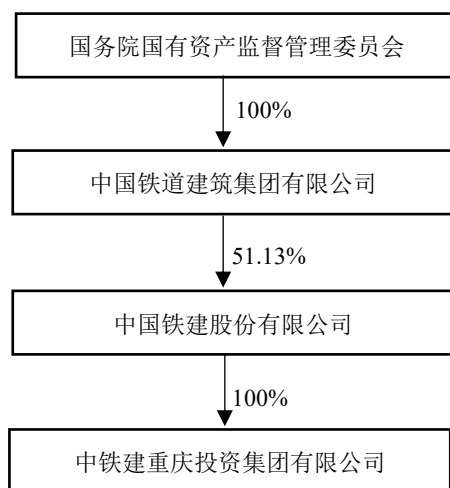 国务院国有资产监督管理委员会
100%
中国铁道建筑集团有限公司
51.13%
中国铁建股份有限公司
100%
中铁建重庆投资集团有限公司